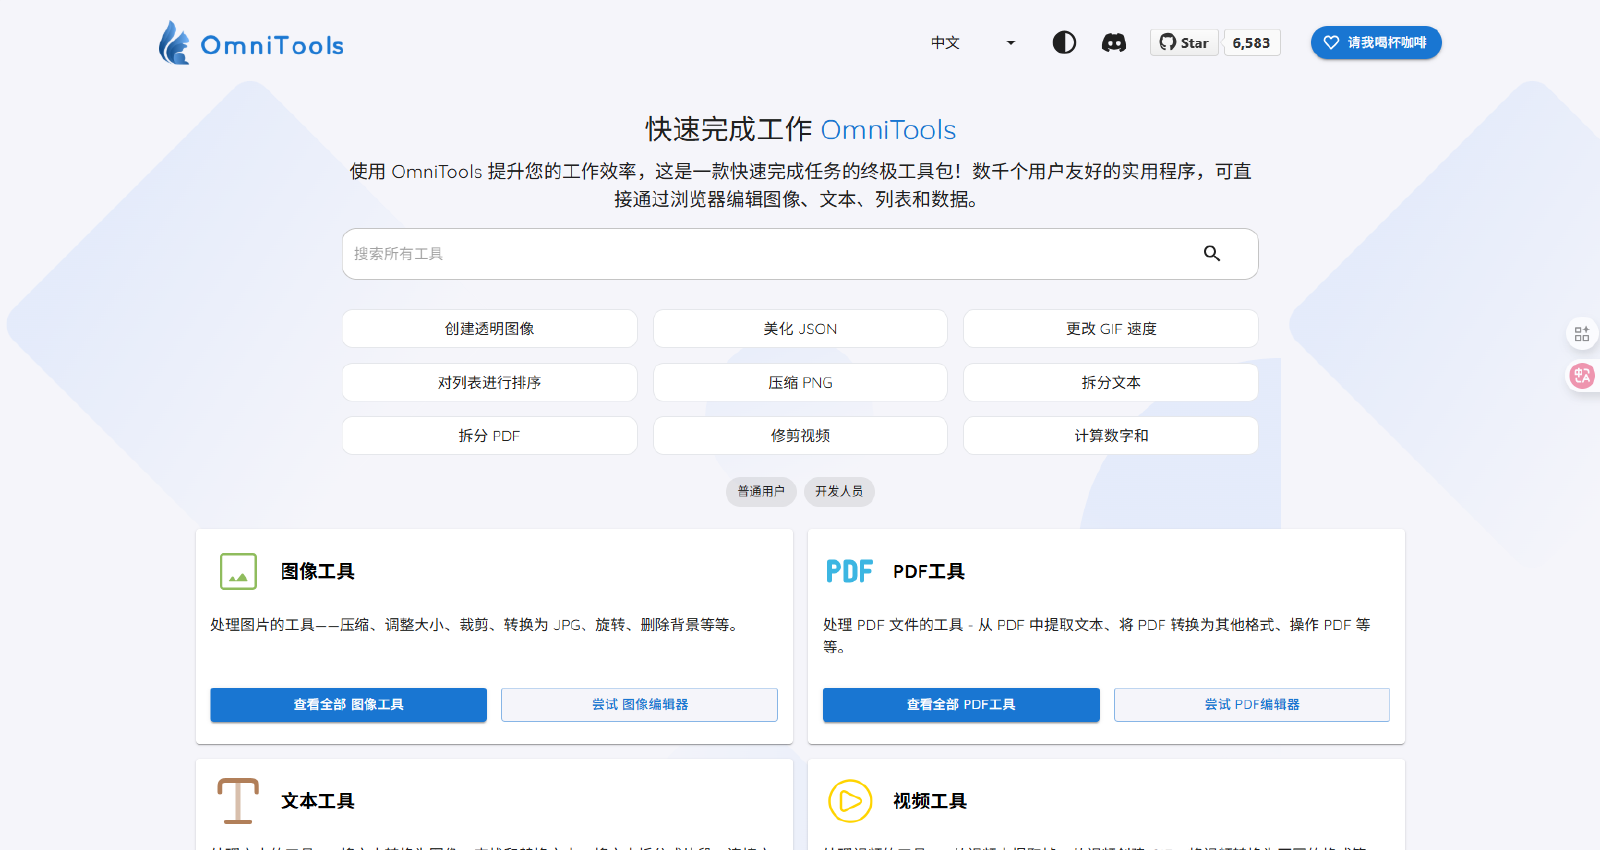 OmniTools
中文
Star
6,583
请我喝杯咖啡
快速完成工作 OmniTools
使用 OmniTools 提升您的工作效率，这是一款快速完成任务的终极工具包！数千个用户友好的实用程序，可直
接通过浏览器编辑图像、文本、列表和数据。
搜索所有工具
创建透明图像
美化 JSON
更改 GIF 速度
对列表进行排序
压缩 PNG
拆分文本
拆分 PDF
修剪视频
计算数字和
普通用户
开发人员
图像工具
处理图片的工具——压缩、调整大小、裁剪、转换为 JPG、旋转、删除背景等等。
查看全部 图像工具
尝试 图像编辑器
PDF
PDF工具
处理 PDF 文件的工具 - 从 PDF 中提取文本、将 PDF 转换为其他格式、操作 PDF 等
等。
查看全部 PDF工具
尝试 PDF编辑器
文本工具
视频工具